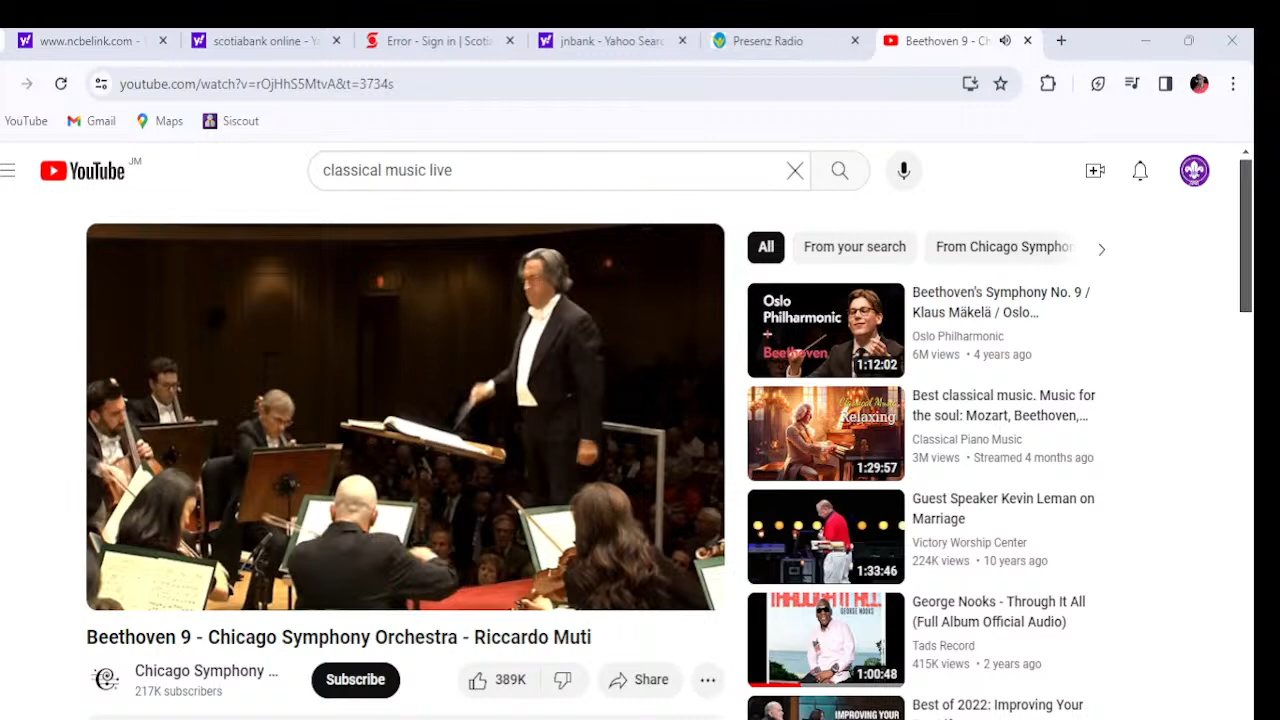 www.ncbelink.com -
scotiabank online - Y
Error - Sign in | Scotia
jnbank - Yahoo Searc
Presenz Radio
Beethoven 9 - Ch
youtube.com/watch?v=rOjHhS5MtvA&t=3734s
YouTube
Gmail
Maps
Siscout
YouTube JM
classical music live
All
From your search
From Chicago Symphon
Oslo
Philharmonic
+
Beethoven
1:12:02
Beethoven's Symphony No. 9 /
Klaus Mäkelä / Oslo...
Oslo Philharmonic
6M views • 4 years ago
Classical Music
Relaxing
1:29:57
Best classical music. Music for
the soul: Mozart, Beethoven,...
Classical Piano Music
3M views • Streamed 4 months ago
1:33:46
Guest Speaker Kevin Leman on
Marriage
Victory Worship Center
224K views • 10 years ago
THROUGH IT ALL
GEORGE NOOKS
1:00:48
George Nooks - Through It All
(Full Album Official Audio)
Tads Record
415K views • 2 years ago
IMPROVING YOUR
Best of 2022: Improving Your
Beethoven 9 - Chicago Symphony Orchestra - Riccardo Muti
Chicago Symphony ...
217K subscribers
Subscribe
389K
Share